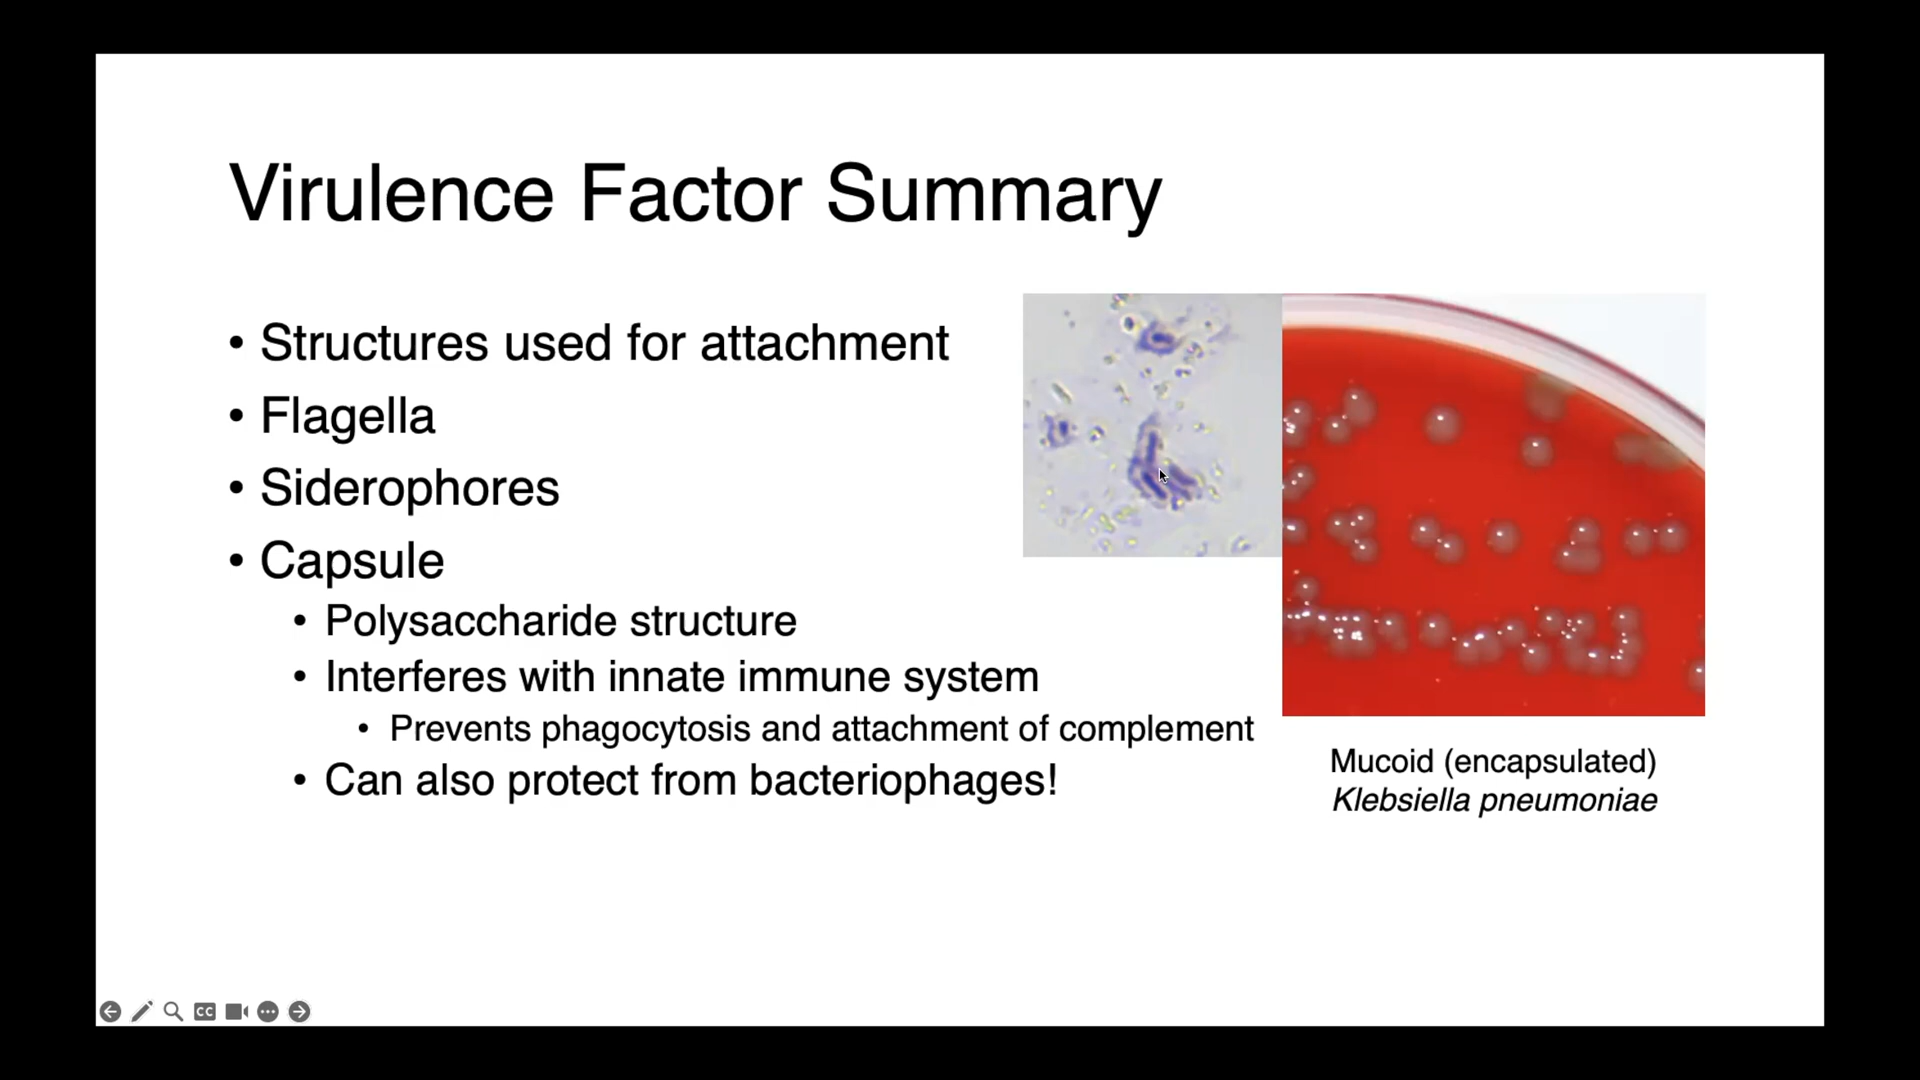 Virulence Factor Summary
• Structures used for attachment
• Flagella
• Siderophores
• Capsule
• Polysaccharide structure
• Interferes with innate immune system
• Prevents phagocytosis and attachment of complement
• Can also protect from bacteriophages!
Mucoid (encapsulated)
Klebsiella pneumoniae
CC